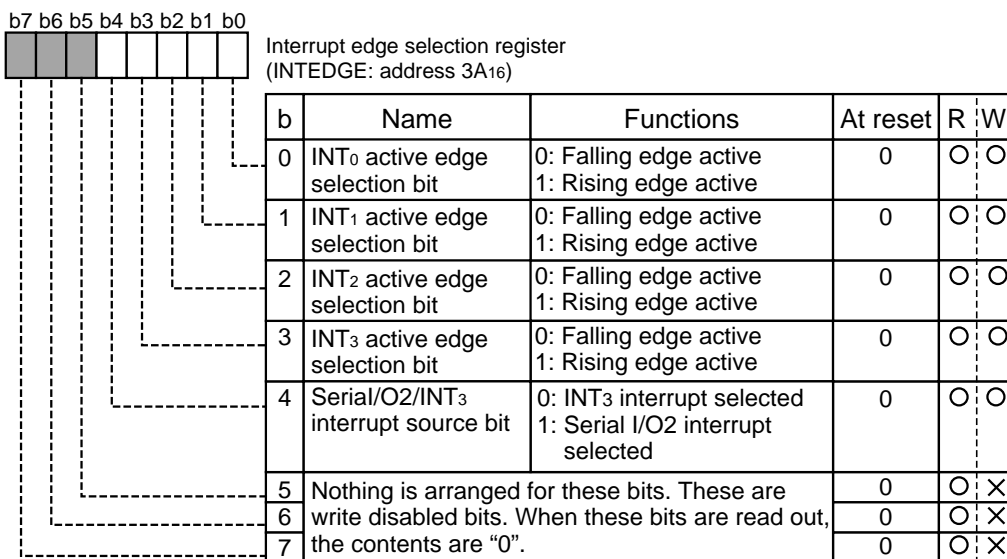 b7 b6 b5 b4 b3 b2 b1 b0
Interrupt edge selection register
(INTEDGE: address 3A16)
b Name Functions At reset R W
0 INT0 active edge selection bit 0: Falling edge active 1: Rising edge active 0 O O
1 INT1 active edge selection bit 0: Falling edge active 1: Rising edge active 0 O O
2 INT2 active edge selection bit 0: Falling edge active 1: Rising edge active 0 O O
3 INT3 active edge selection bit 0: Falling edge active 1: Rising edge active 0 O O
4 Serial/O2/INT3 interrupt source bit 0: INT3 interrupt selected 1: Serial I/O2 interrupt selected 0 O O
5 Nothing is arranged for these bits. These are 0 O ×
6 write disabled bits. When these bits are read out, 0 O ×
7 the contents are “0”. 0 O ×